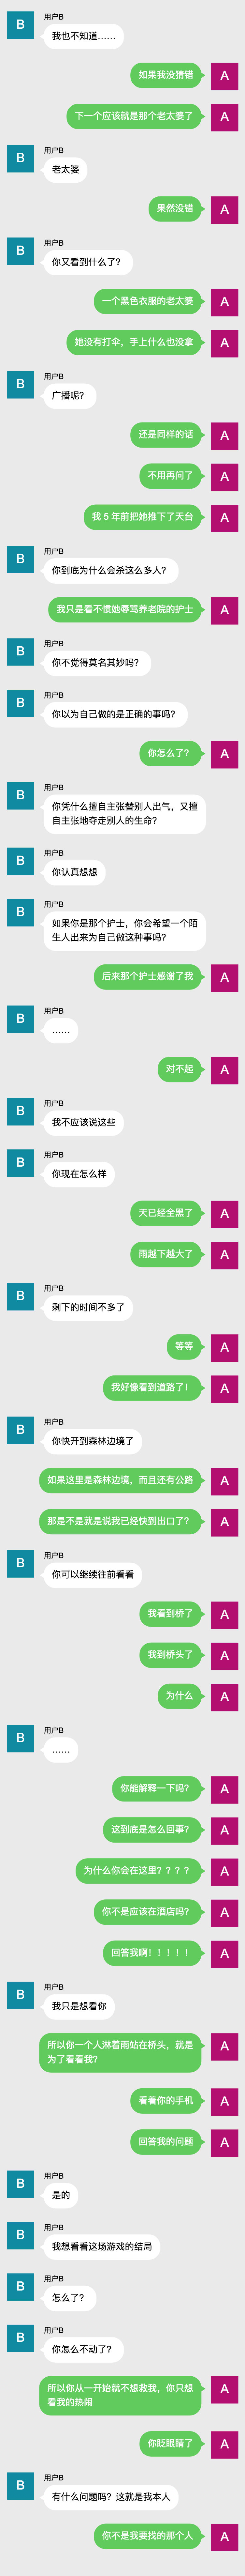 B
用户B
我也不知道……
如果我没猜错
A
下一个应该就是那个老太婆了
A
B
用户B
老太婆
果然没错
A
B
用户B
你又看到什么了?
一个黑色衣服的老太婆
A
她没有打伞，手上什么也没拿
A
B
用户B
广播呢?
还是同样的话
A
不用再问了
A
我 5 年前把她推下了天台
A
B
用户B
你到底为什么会杀这么多人?
我只是看不惯她辱骂养老院的护士
A
B
用户B
你不觉得莫名其妙吗?
B
用户B
你以为自己做的是正确的事吗?
你怎么了?
A
B
用户B
你凭什么擅自主张替别人出气，又擅
自主张地夺走别人的生命?
B
用户B
你认真想想
B
用户B
如果你是那个护士，你会希望一个陌
生人出来为自己做这种事吗?
后来那个护士感谢了我
A
B
用户B
……
对不起
A
B
用户B
我不应该说这些
B
用户B
你现在怎么样
天已经全黑了
A
雨越下越大了
A
B
用户B
剩下的时间不多了
等等
A
我好像看到道路了!
A
B
用户B
你快开到森林边境了
如果这里是森林边境，而且还有公路
A
那是不是就是说我已经快到出口了?
A
B
用户B
你可以继续往前看看
我看到桥了
A
我到桥头了
A
为什么
A
B
用户B
……
你能解释一下吗?
A
这到底是怎么回事?
A
为什么你会在这里? ? ? ?
A
你不是应该在酒店吗?
A
回答我啊! ! ! ! !
A
B
用户B
我只是想看你
所以你一个人淋着雨站在桥头，就是
为了看看我?
A
看看你的手机
A
回答我的问题
A
B
用户B
是的
B
用户B
我想看看这场游戏的结局
B
用户B
怎么了?
B
用户B
你怎么不动了?
所以你从一开始就不想救我，你只想
看我的热闹
A
你眨眼睛了
A
B
用户B
有什么问题吗? 这就是我本人
你不是我要找的那个人
A